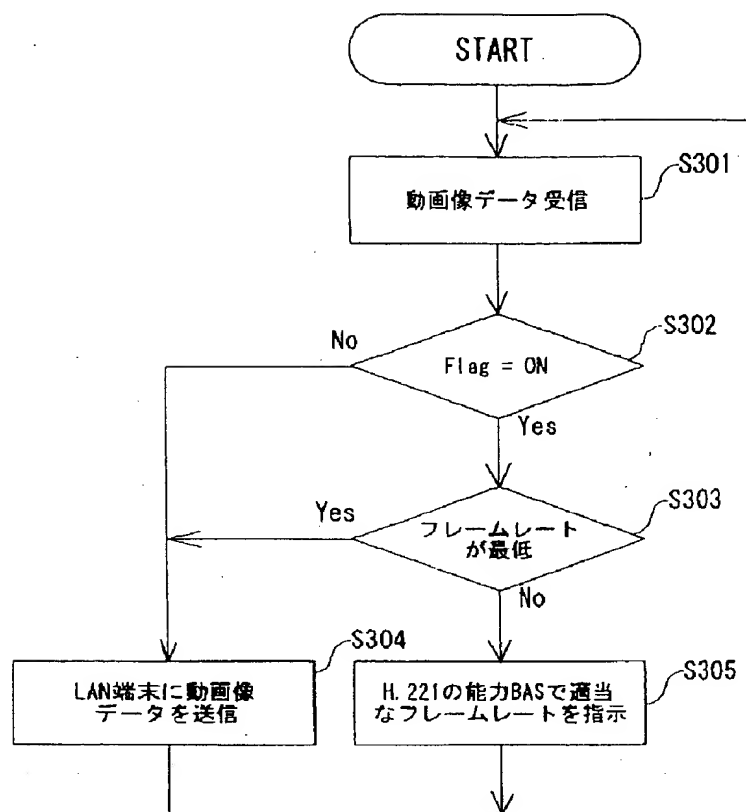 START
S301
動画像データ受信
S302
No
Flag = ON
Yes
S303
Yes
フレームレート
が最低
No
S304
LAN端末に動画像
データを送信
S305
H.221の能力BASで適当
なフレームレートを指示